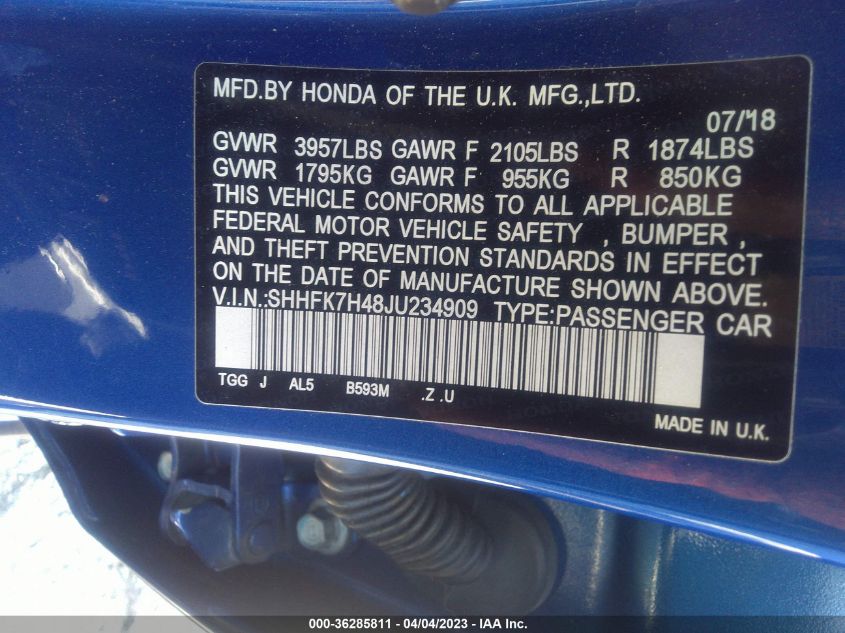 MFD.BY HONDA OF THE U.K. MFG.,LTD.
07/18
GVWR 3957LBS GAWR F 2105LBS R 1874LBS
GVWR 1795KG GAWR F 955KG R 850KG
THIS VEHICLE CONFORMS TO ALL APPLICABLE
FEDERAL MOTOR VEHICLE SAFETY , BUMPER ,
AND THEFT PREVENTION STANDARDS IN EFFECT
ON THE DATE OF MANUFACTURE SHOWN ABOVE.
V.I.N.:SHHFK7H48JU234909 TYPE:PASSENGER CAR
TGG J AL5 B593M .Z .U
MADE IN U.K.
000-36285811 - 04/04/2023 - IAA Inc.